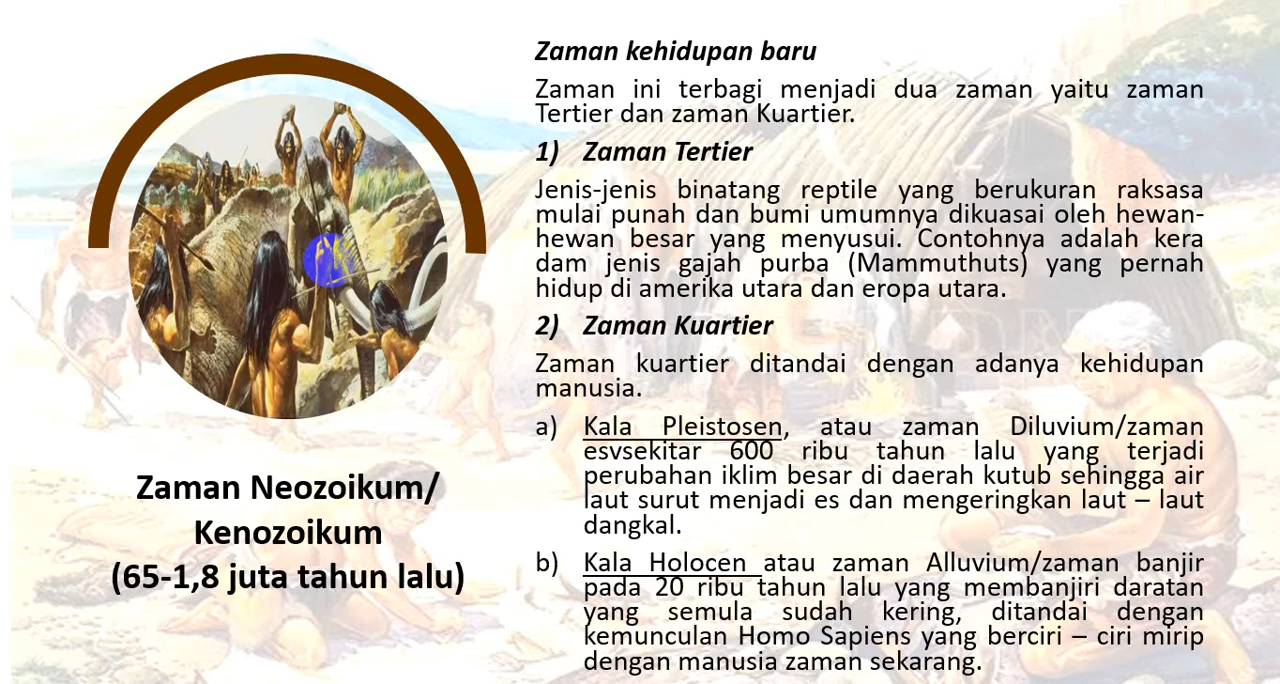 Zaman kehidupan baru
Zaman ini terbagi menjadi dua zaman yaitu zaman
Tertier dan zaman Kuartier.
1) Zaman Tertier
Jenis-jenis binatang reptile yang berukuran raksasa
mulai punah dan bumi umumnya dikuasai oleh hewan-
hewan besar yang menyusui. Contohnya adalah kera
dam jenis gajah purba (Mammuthuts) yang pernah
hidup di amerika utara dan eropa utara.
2) Zaman Kuartier
Zaman kuartier ditandai dengan adanya kehidupan
manusia.
a) Kala Pleistosen, atau zaman Diluvium/zaman
esvsekitar 600 ribu tahun lalu yang terjadi
perubahan iklim besar di daerah kutub sehingga air
laut surut menjadi es dan mengeringkan laut – laut
dangkal.
b) Kala Holocen atau zaman Alluvium/zaman banjir
pada 20 ribu tahun lalu yang membanjiri daratan
yang semula sudah kering, ditandai dengan
kemunculan Homo Sapiens yang berciri – ciri mirip
dengan manusia zaman sekarang.
Zaman Neozoikum/
Kenozoikum
(65-1,8 juta tahun lalu)